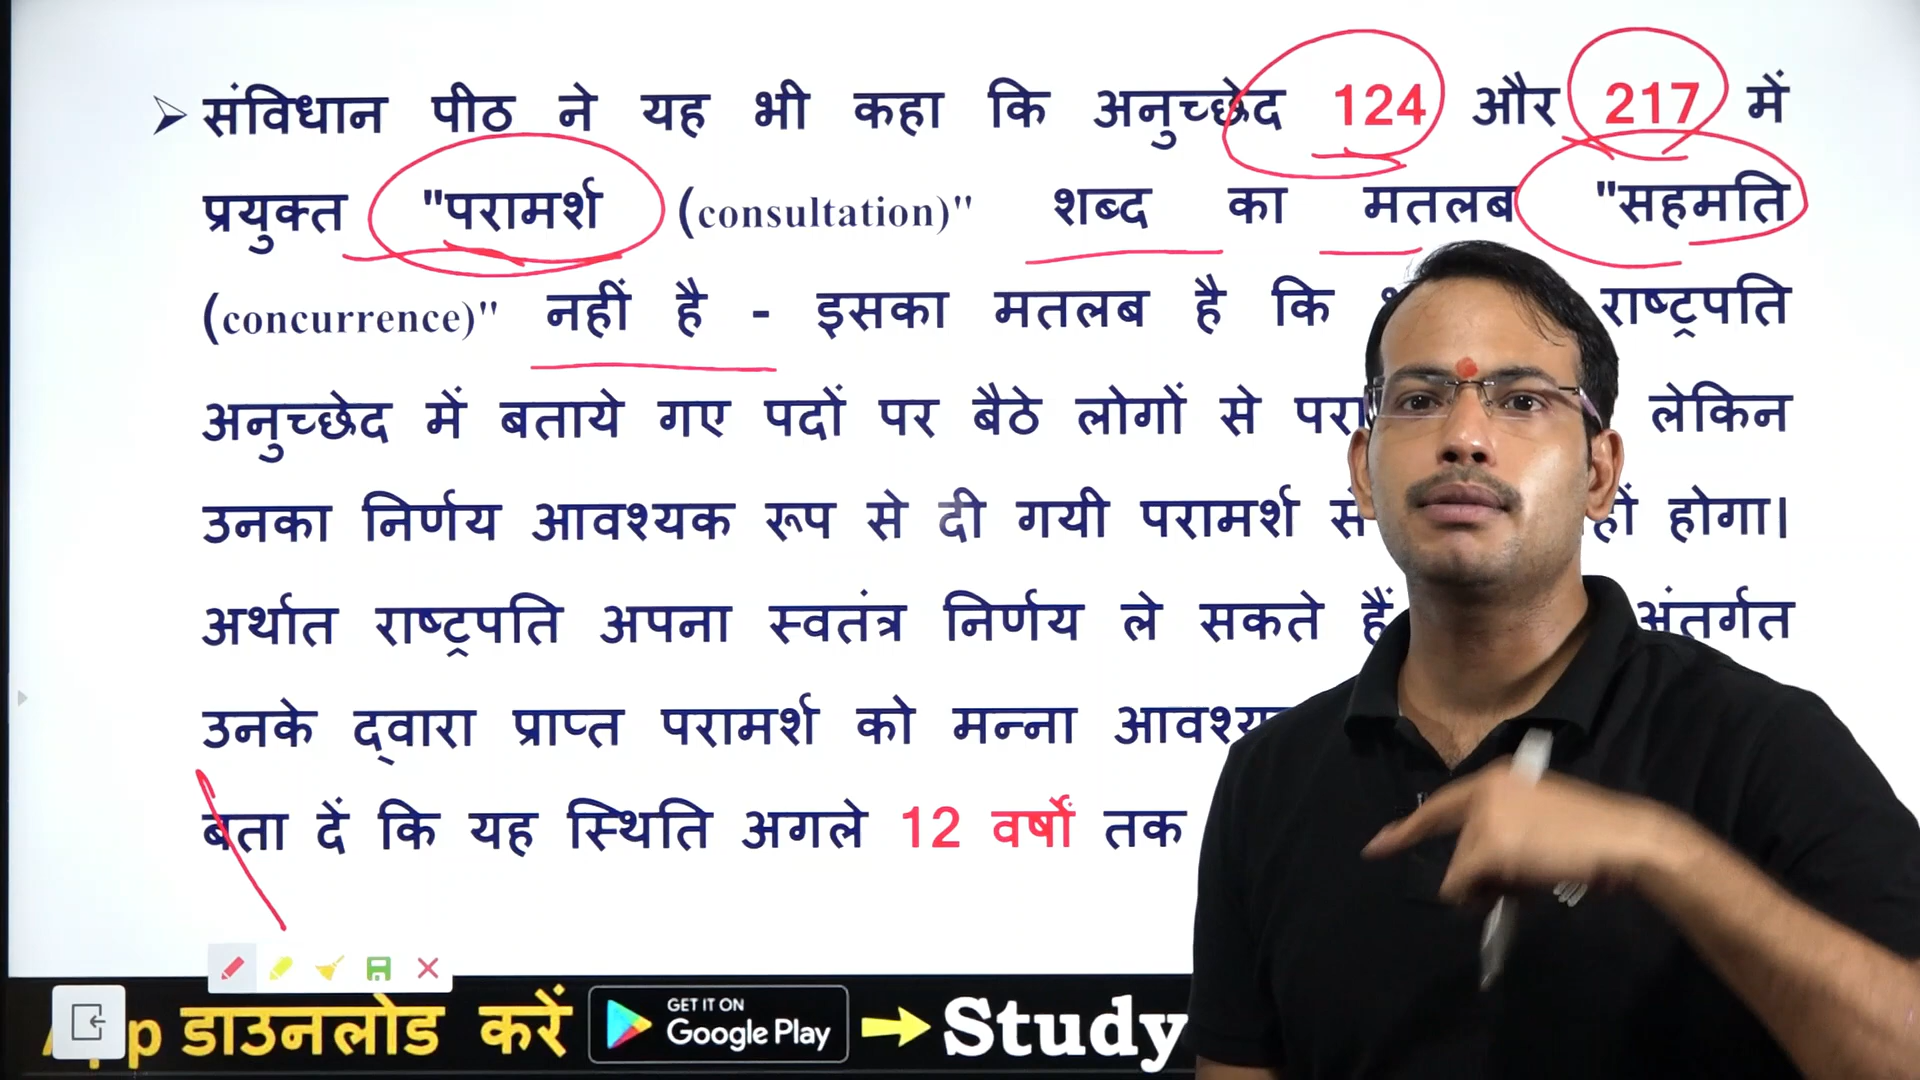 ➢ संविधान पीठ ने यह भी कहा कि अनुच्छेद 124 और 217 में
प्रयुक्त "परामर्श (consultation)" शब्द का मतलब "सहमति
(concurrence)" नहीं है - इसका मतलब है कि राष्ट्रपति
अनुच्छेद में बताये गए पदों पर बैठे लोगों से लेकिन
उनका निर्णय आवश्यक रूप से दी गयी परामर्श से होगा।
अर्थात राष्ट्रपति अपना स्वतंत्र निर्णय ले सकते हैं अंतर्गत
उनके द्वारा प्राप्त परामर्श को मन्ना
बता दें कि यह स्थिति अगले 12 वर्षों तक
डाउनलोड करें GET IT ON Google Play Study